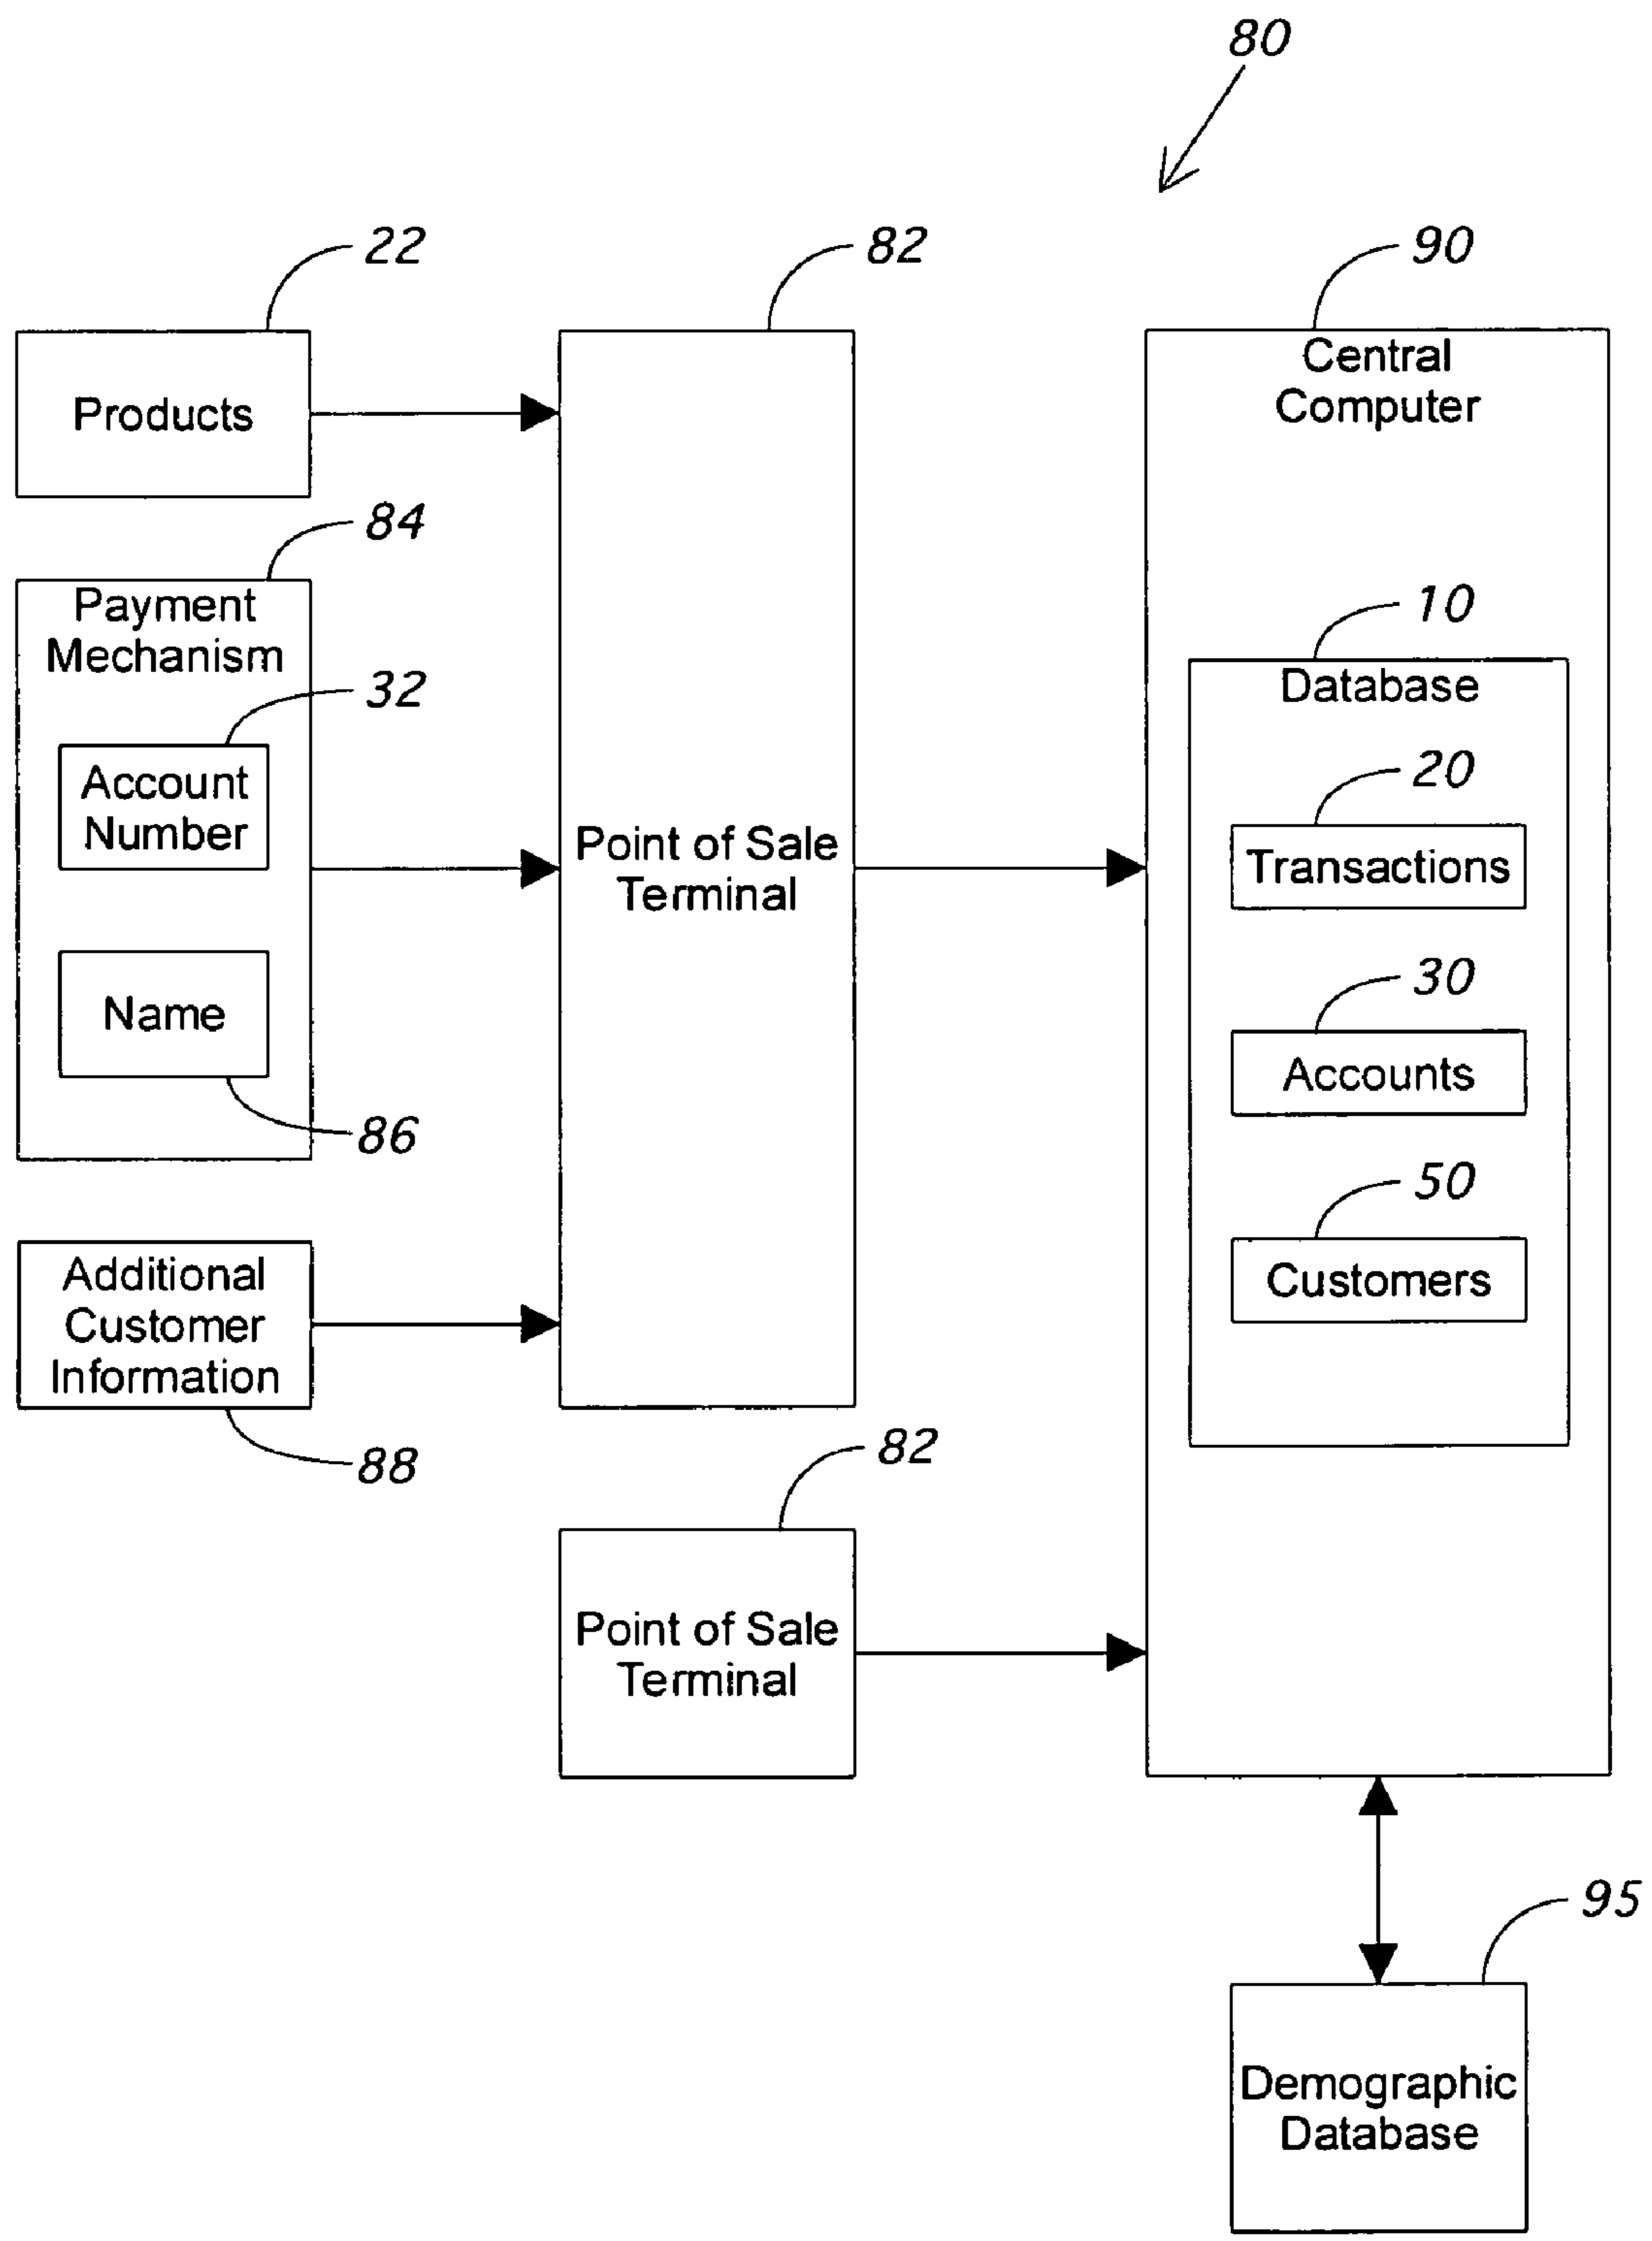 80
22
82
90
Products
Central
Computer
84
Payment
Mechanism
32
Account
Number
Name
86
Point of Sale
Terminal
10
Database
20
Transactions
30
Accounts
50
Customers
Additional
Customer
Information
88
82
Point of Sale
Terminal
95
Demographic
Database